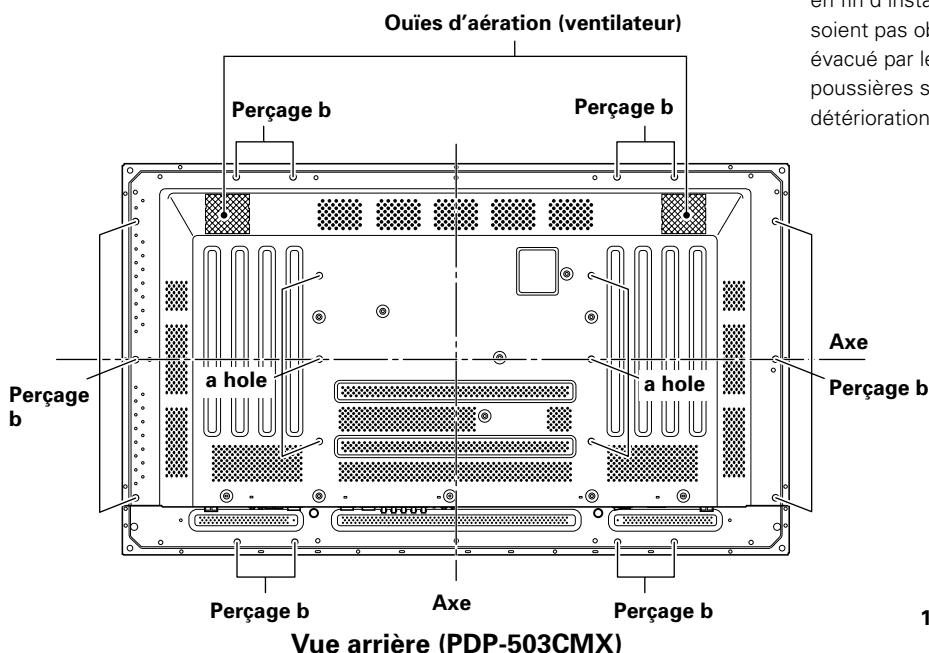 en fin d'insta
soient pas ob
évacué par le
poussières s
détérioration
Ouïes d'aération (ventilateur)
Perçage b
Perçage b
Axe
a hole
a hole
Perçage
b
Perçage b
Perçage b
Axe
Perçage b
1
Vue arrière (PDP-503CMX)